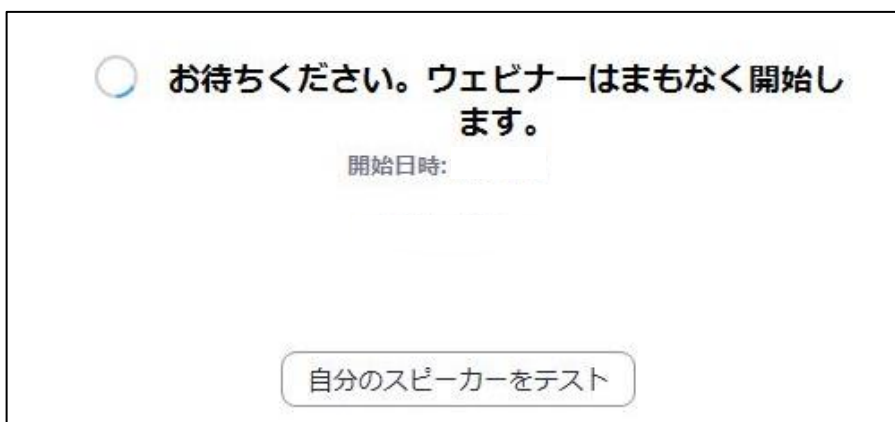 お待ちください。ウェビナーはまもなく開始し
ます。
開始日時:
自分のスピーカーをテスト